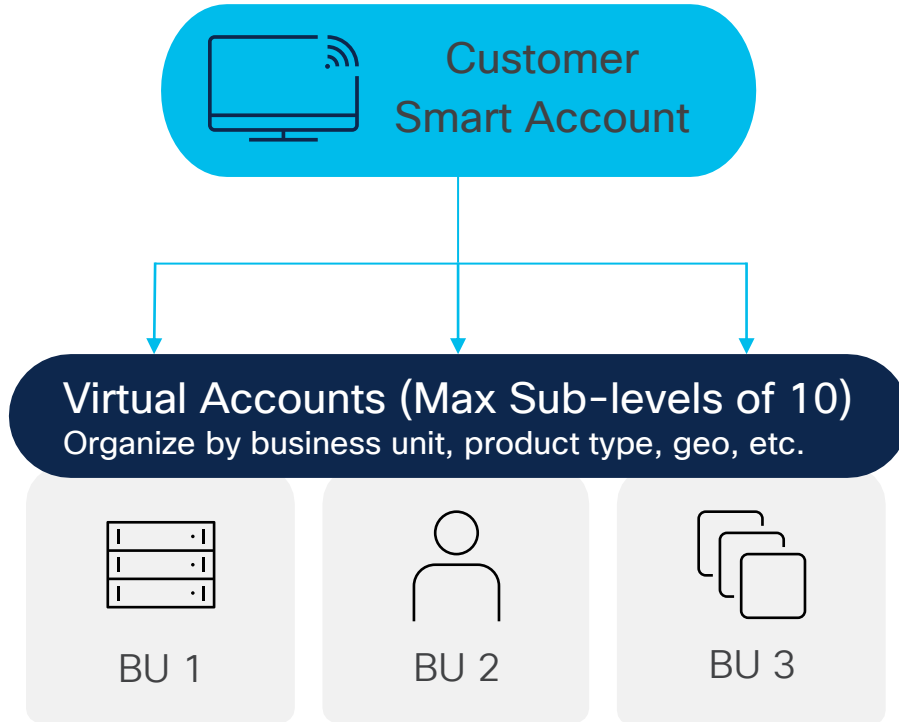 Customer
Smart Account
Virtual Accounts (Max Sub-levels of 10)
Organize by business unit, product type, geo, etc.
BU 1
BU 2
BU 3